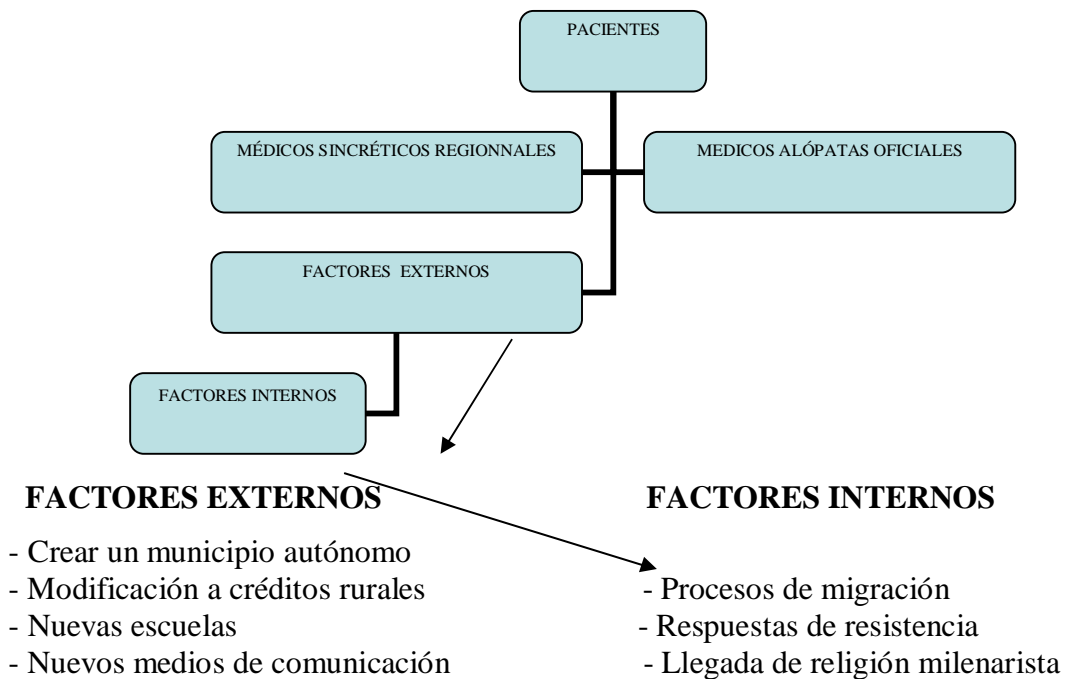 PACIENTES
MÉDICOS SINCRÉTICOS REGIONNALES
MEDICOS ALÓPATAS OFICIALES
FACTORES EXTERNOS
FACTORES INTERNOS
FACTORES EXTERNOS
- Crear un municipio autónomo
- Modificación a créditos rurales
- Nuevas escuelas
- Nuevos medios de comunicación
FACTORES INTERNOS
- Procesos de migración
- Respuestas de resistencia
- Llegada de religión milenarista